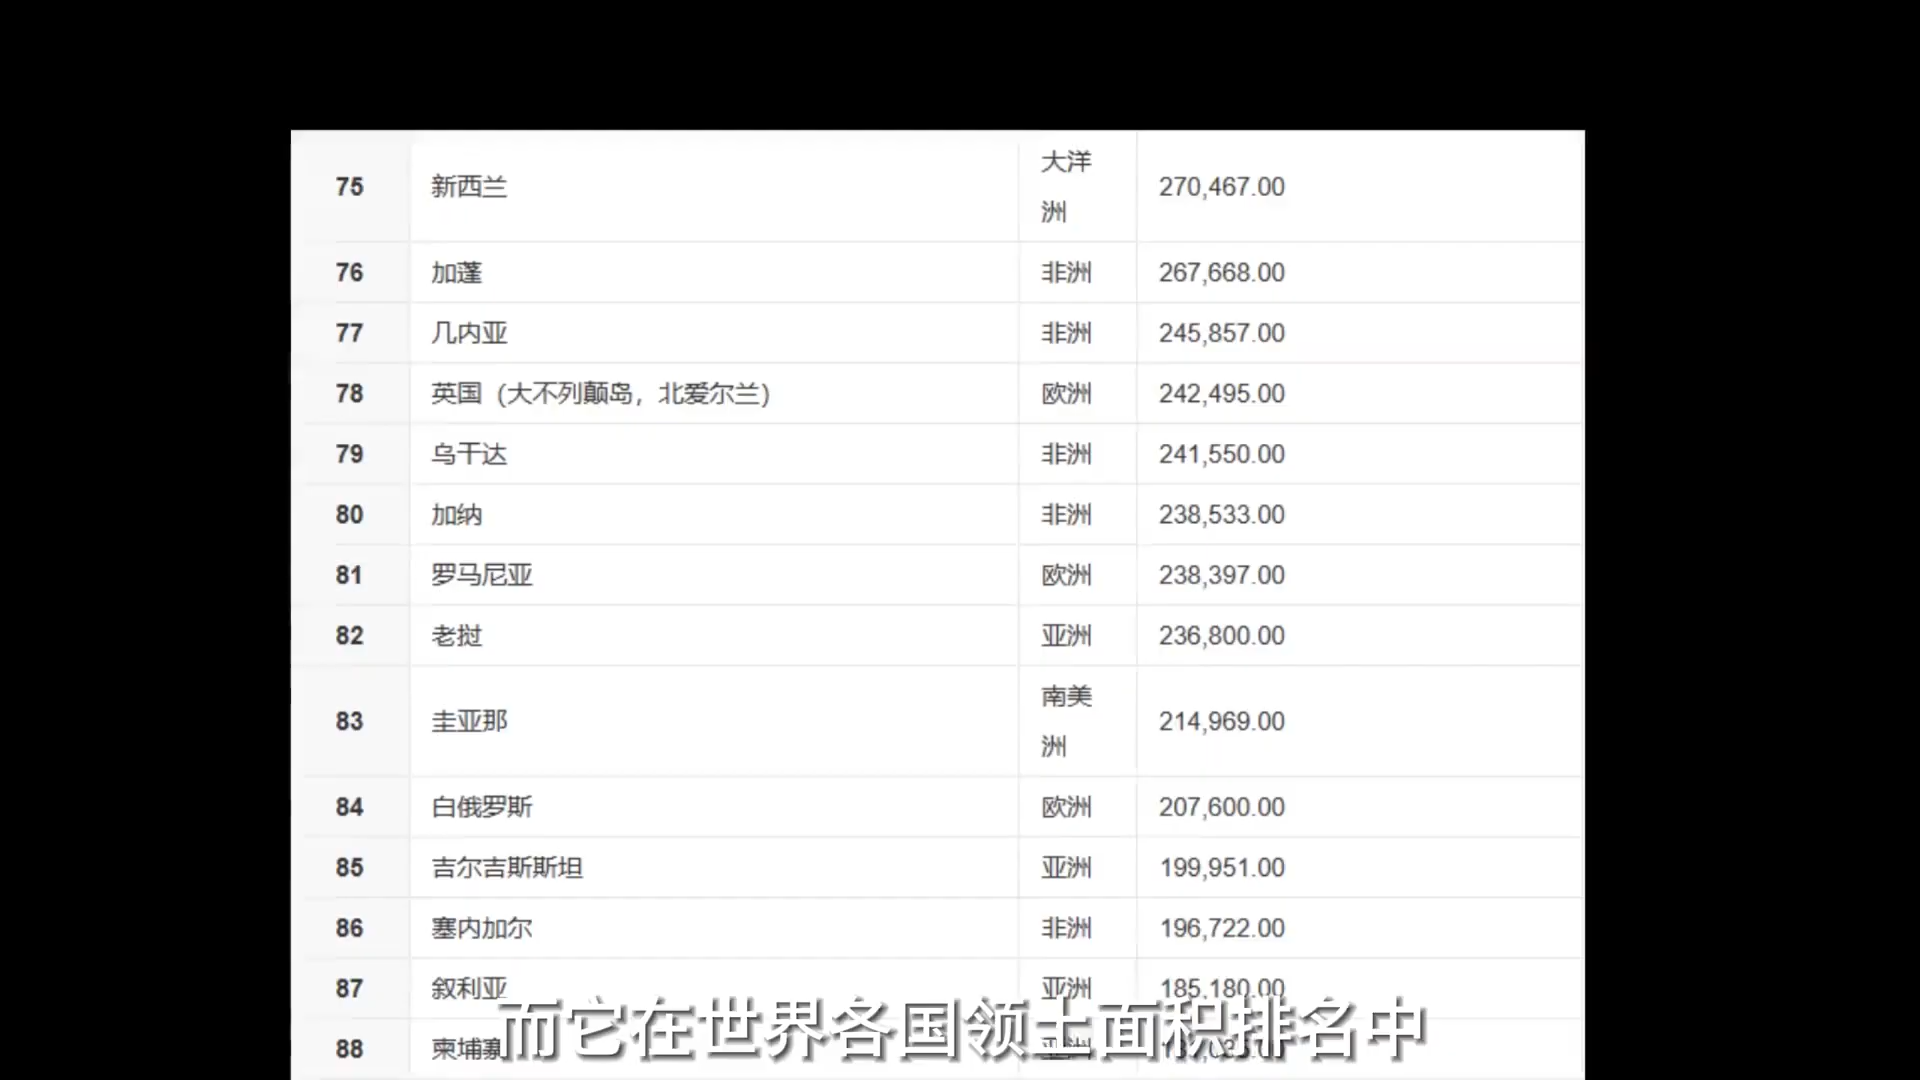 75 新西兰 大洋洲 270,467.00
76 加蓬 非洲 267,668.00
77 几内亚 非洲 245,857.00
78 英国（大不列颠岛，北爱尔兰） 欧洲 242,495.00
79 乌干达 非洲 241,550.00
80 加纳 非洲 238,533.00
81 罗马尼亚 欧洲 238,397.00
82 老挝 亚洲 236,800.00
83 圭亚那 南美洲 214,969.00
84 白俄罗斯 欧洲 207,600.00
85 吉尔吉斯斯坦 亚洲 199,951.00
86 塞内加尔 非洲 196,722.00
87 叙利亚 亚洲 185,180.00
88 柬埔寨 亚洲
而它在世界各国领土面积排名中